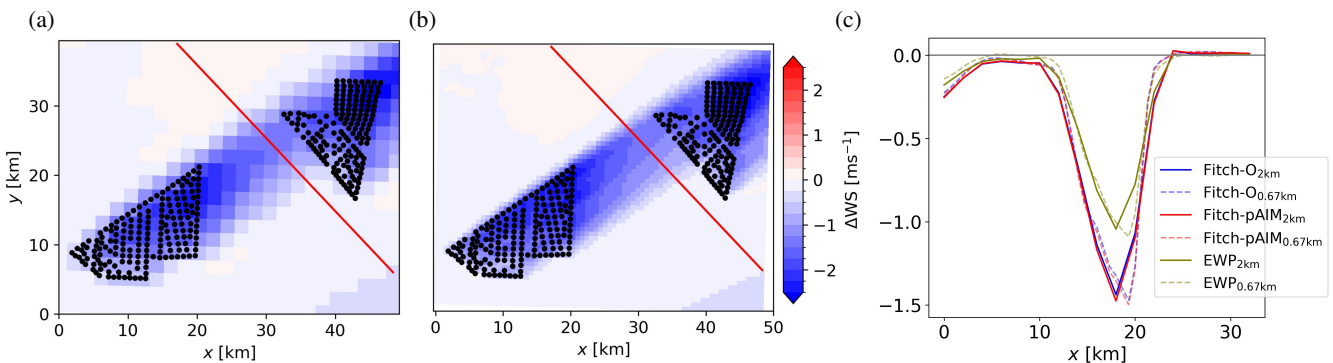 (a)
(b)
(c)
y [km]
30
20
10
0
0
10
20
30
40
x [km]
0
10
20
30
40
50
x [km]
2
1
0
−1
−2
ΔWS [ms⁻¹]
0.0
−0.5
−1.0
−1.5
0
10
20
30
x [km]
Fitch-O2km
Fitch-O0.67km
Fitch-pAIM2km
Fitch-pAIM0.67km
EWP2km
EWP0.67km